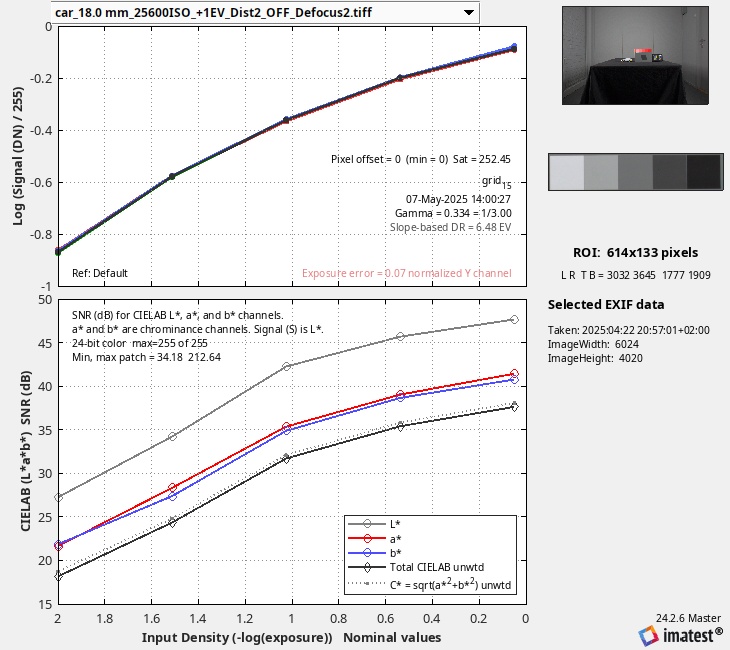 car_18.0 mm_25600ISO_+1EV_Dist2_OFF_Defocus2.tiff
0
-0.2
-0.4
-0.6
-0.8
-1
Log (Signal (DN) / 255)
Pixel offset = 0 (min = 0) Sat = 252.45
grid_15
07-May-2025 14:00:27
Gamma = 0.334 = 1/3.00
Slope-based DR = 6.48 EV
Ref: Default
Exposure error = 0.07 normalized Y channel
ROI: 614x133 pixels
L R T B = 3032 3645 1777 1909
Selected EXIF data
Taken: 2025:04:22 20:57:01+02:00
ImageWidth: 6024
ImageHeight: 4020
50
45
40
35
30
25
20
15
CIELAB (L*a*b*) SNR (dB)
SNR (dB) for CIELAB L*, a*, and b* channels.
a* and b* are chrominance channels. Signal (S) is L*.
24-bit color max=255 of 255
Min, max patch = 34.18 212.64
L*
a*
b*
Total CIELAB unwtd
C* = sqrt(a*2+b*2) unwtd
2 1.8 1.6 1.4 1.2 1 0.8 0.6 0.4 0.2 0
Input Density (-log(exposure)) Nominal values
24.2.6 Master
imatest®